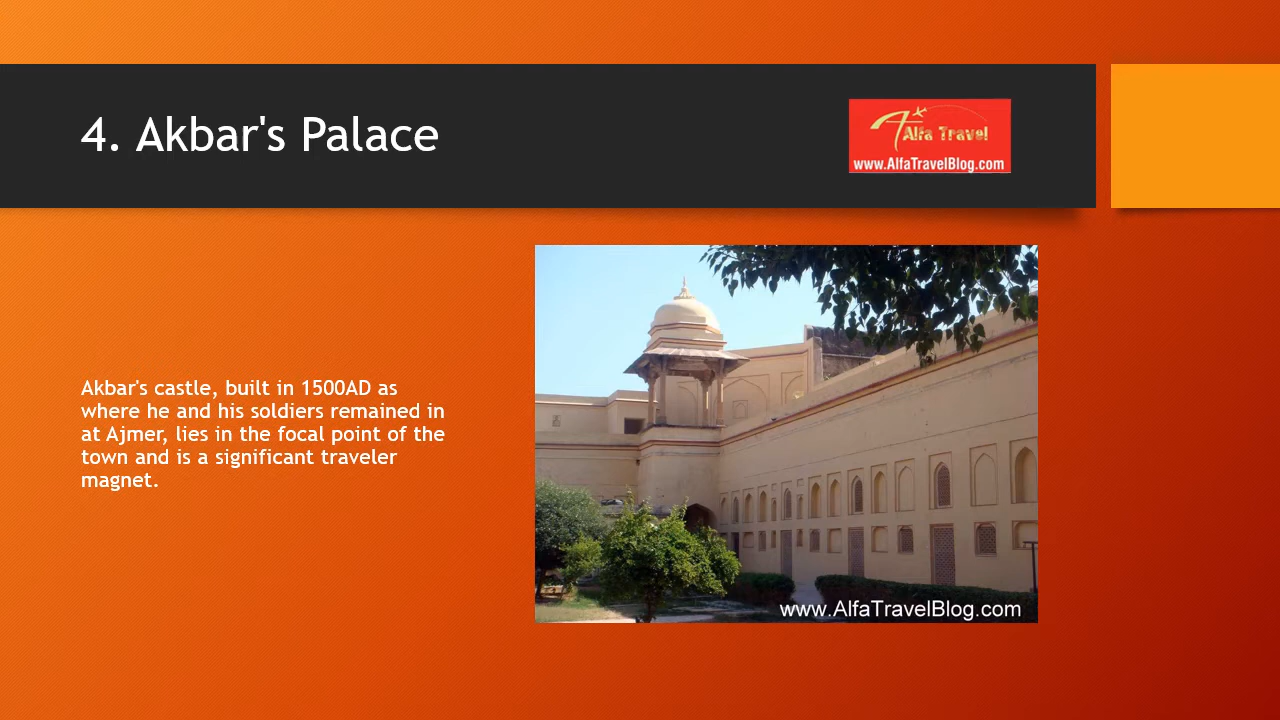 4. Akbar's Palace
Alfa Travel
www.AlfaTravelBlog.com
Akbar's castle, built in 1500AD as
where he and his soldiers remained in
at Ajmer, lies in the focal point of the
town and is a significant traveler
magnet.
www.AlfaTravelBlog.com